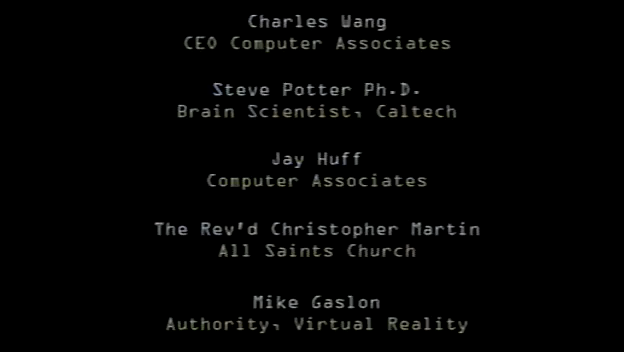 Charles Wang
CEO Computer Associates
Steve Potter Ph.D.
Brain Scientist, Caltech
Jay Huff
Computer Associates
The Rev'd Christopher Martin
All Saints Church
Mike Gaslon
Authority, Virtual Reality